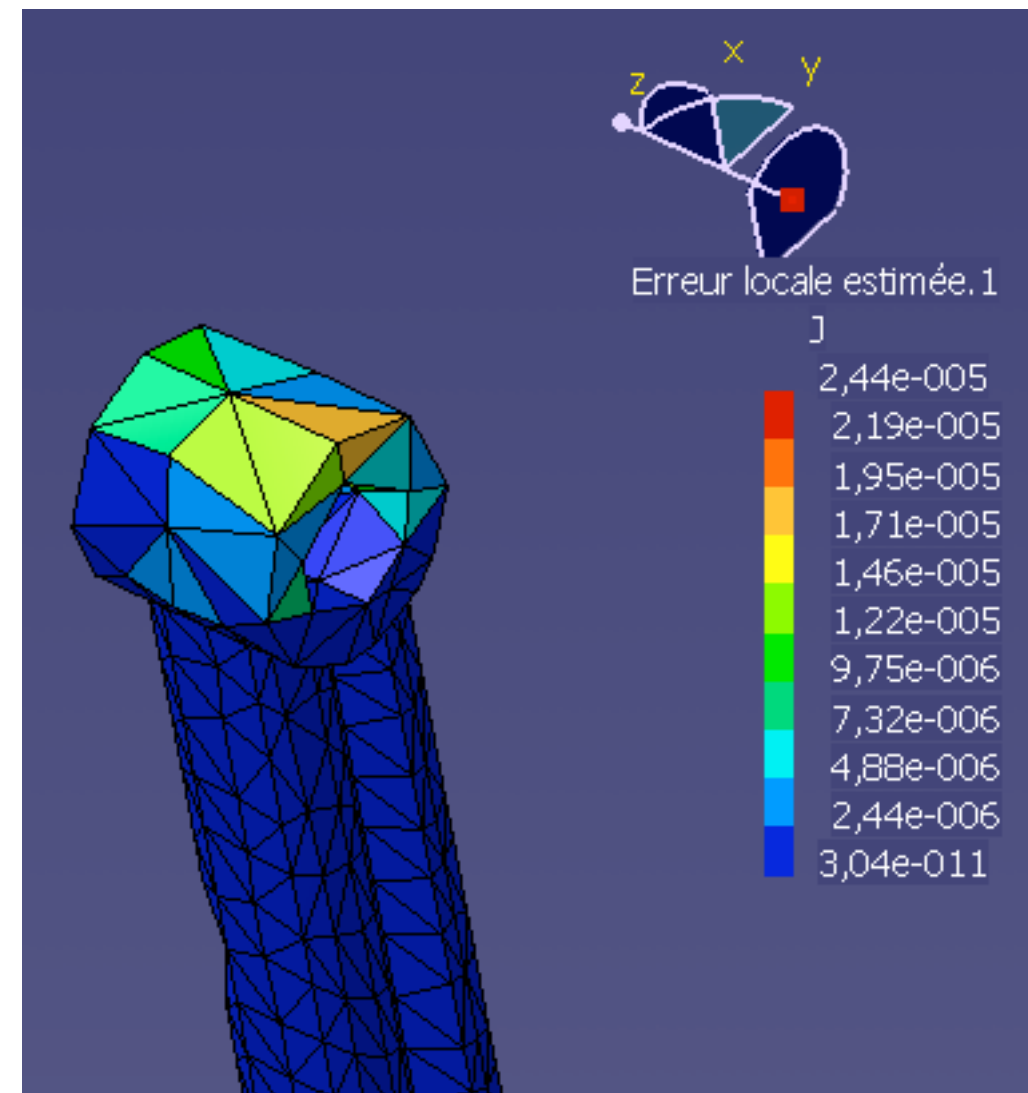 x
y
z
Erreur locale estimée.1
J
2,44e-005
2,19e-005
1,95e-005
1,71e-005
1,46e-005
1,22e-005
9,75e-006
7,32e-006
4,88e-006
2,44e-006
3,04e-011